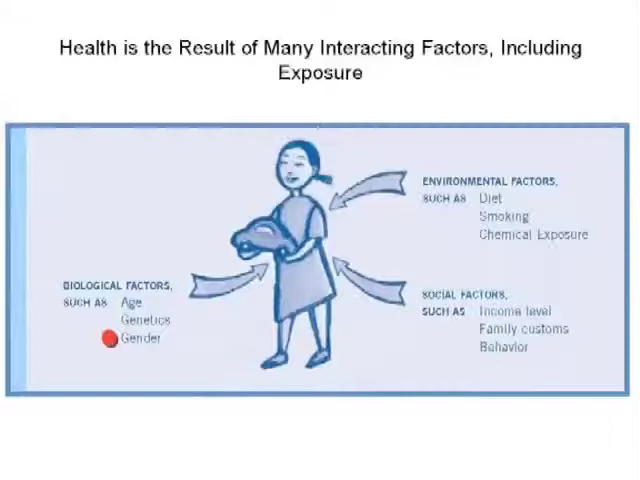 Health is the Result of Many Interacting Factors, Including
Exposure
ENVIRONMENTAL FACTORS,
SUCH AS Diet
Smoking
Chemical Exposure
BIOLOGICAL FACTORS,
SUCH AS Age
Genetics
Gender
SOCIAL FACTORS,
SUCH AS Income level
Family customs
Behavior